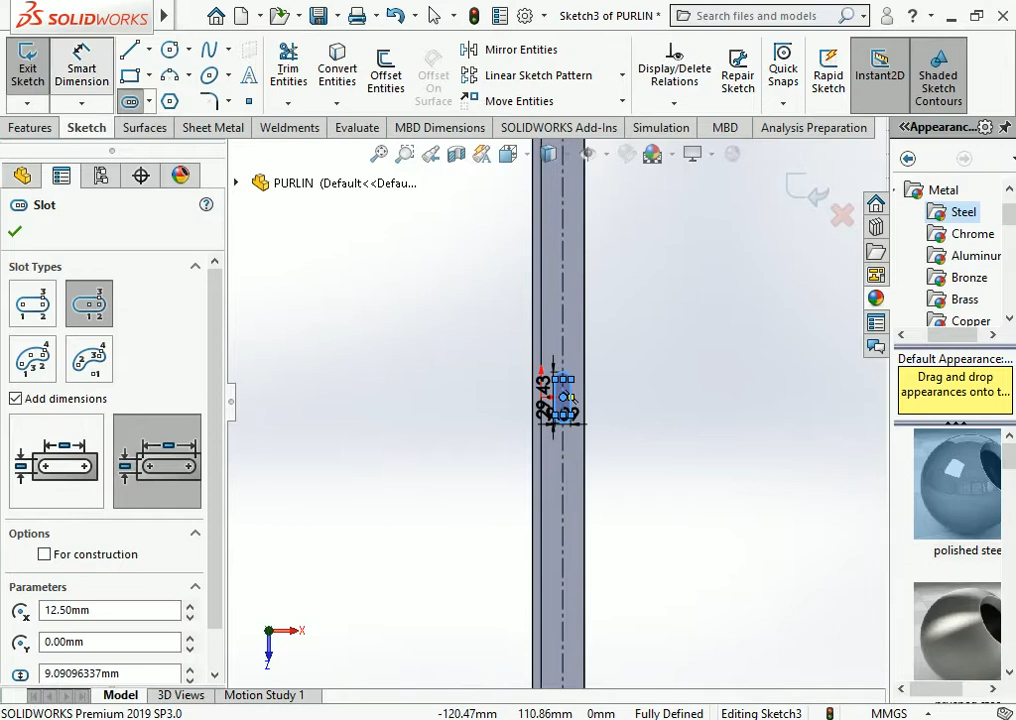 SOLIDWORKS
Sketch3 of PURLIN *
Search files and models
Exit Sketch
Smart Dimension
Trim Entities
Convert Entities
Offset Entities
Offset On Surface
Mirror Entities
Linear Sketch Pattern
Move Entities
Display/Delete Relations
Repair Sketch
Quick Snaps
Rapid Sketch
Instant2D
Shaded Sketch Contours
Features
Sketch
Surfaces
Sheet Metal
Weldments
Evaluate
MBD Dimensions
SOLIDWORKS Add-Ins
Simulation
MBD
Analysis Preparation
<<Appearanc...
PURLIN (Default<<Defau...
Slot
Slot Types
Add dimensions
Options
For construction
Parameters
12.50mm
0.00mm
9.09096337mm
29.43
X
Z
Metal
Steel
Chrome
Aluminur
Bronze
Brass
Copper
Default Appearance:
Drag and drop
appearances onto t...
polished stee
Model
3D Views
Motion Study 1
SOLIDWORKS Premium 2019 SP3.0
-120.47mm
110.86mm
0mm
Fully Defined
Editing Sketch3
MMGS